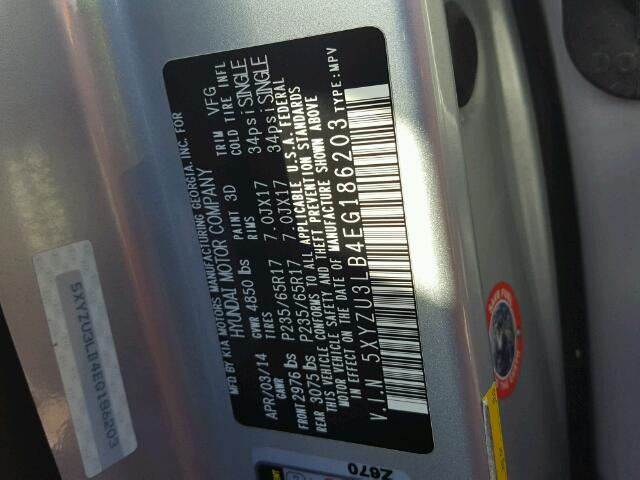 MFD BY KIA MOTORS MANUFACTURING GEORGIA, INC. FOR
HYUNDAI MOTOR COMPANY
APR/03/14 GVWR 4850 lbs PAINT 3D TRIM VFG
GAWR TIRES RIMS COLD TIRE INFL
FRONT 2976 lbs P235/65R17 7.0JX17 34psi SINGLE
REAR 3075 lbs P235/65R17 7.0JX17 34psi SINGLE
THIS VEHICLE CONFORMS TO ALL APPLICABLE U.S.A. FEDERAL
MOTOR VEHICLE SAFETY AND THEFT PREVENTION STANDARDS
IN EFFECT ON THE DATE OF MANUFACTURE SHOWN ABOVE
V.I.N 5XYZU3LB4EG186203 TYPE:MPV
5XYZU3LB4EG186203
Z670